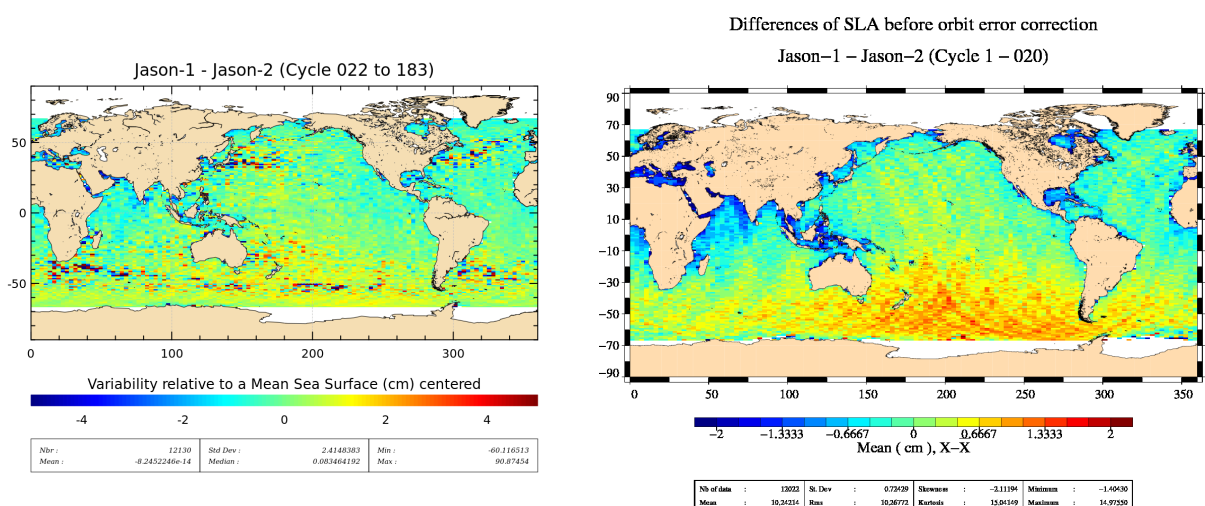 Jason-1 - Jason-2 (Cycle 022 to 183)
50
0
-50
0 100 200 300
Variability relative to a Mean Sea Surface (cm) centered
-4 -2 0 2 4
Nbr : 12130 Std Dev : 2.4148383 Min : -60.116513
Mean : -8.2452246e-14 Median : 0.083464192 Max : 90.87454
Differences of SLA before orbit error correction
Jason−1 − Jason−2 (Cycle 1 − 020)
90
70
50
30
10
−10
−30
−50
−70
−90
0 50 100 150 200 250 300 350
−2 −1.3333 −0.6667 0 0.6667 1.3333 2
Mean ( cm ), X−X
Nb of data : 12022 St. Dev : 0.72429 Skewness : −2.11194 Minimum : −1.40430
Mean : 10.24214 Rms : 10.26772 Kurtosis : 15.04149 Maximum : 14.97550